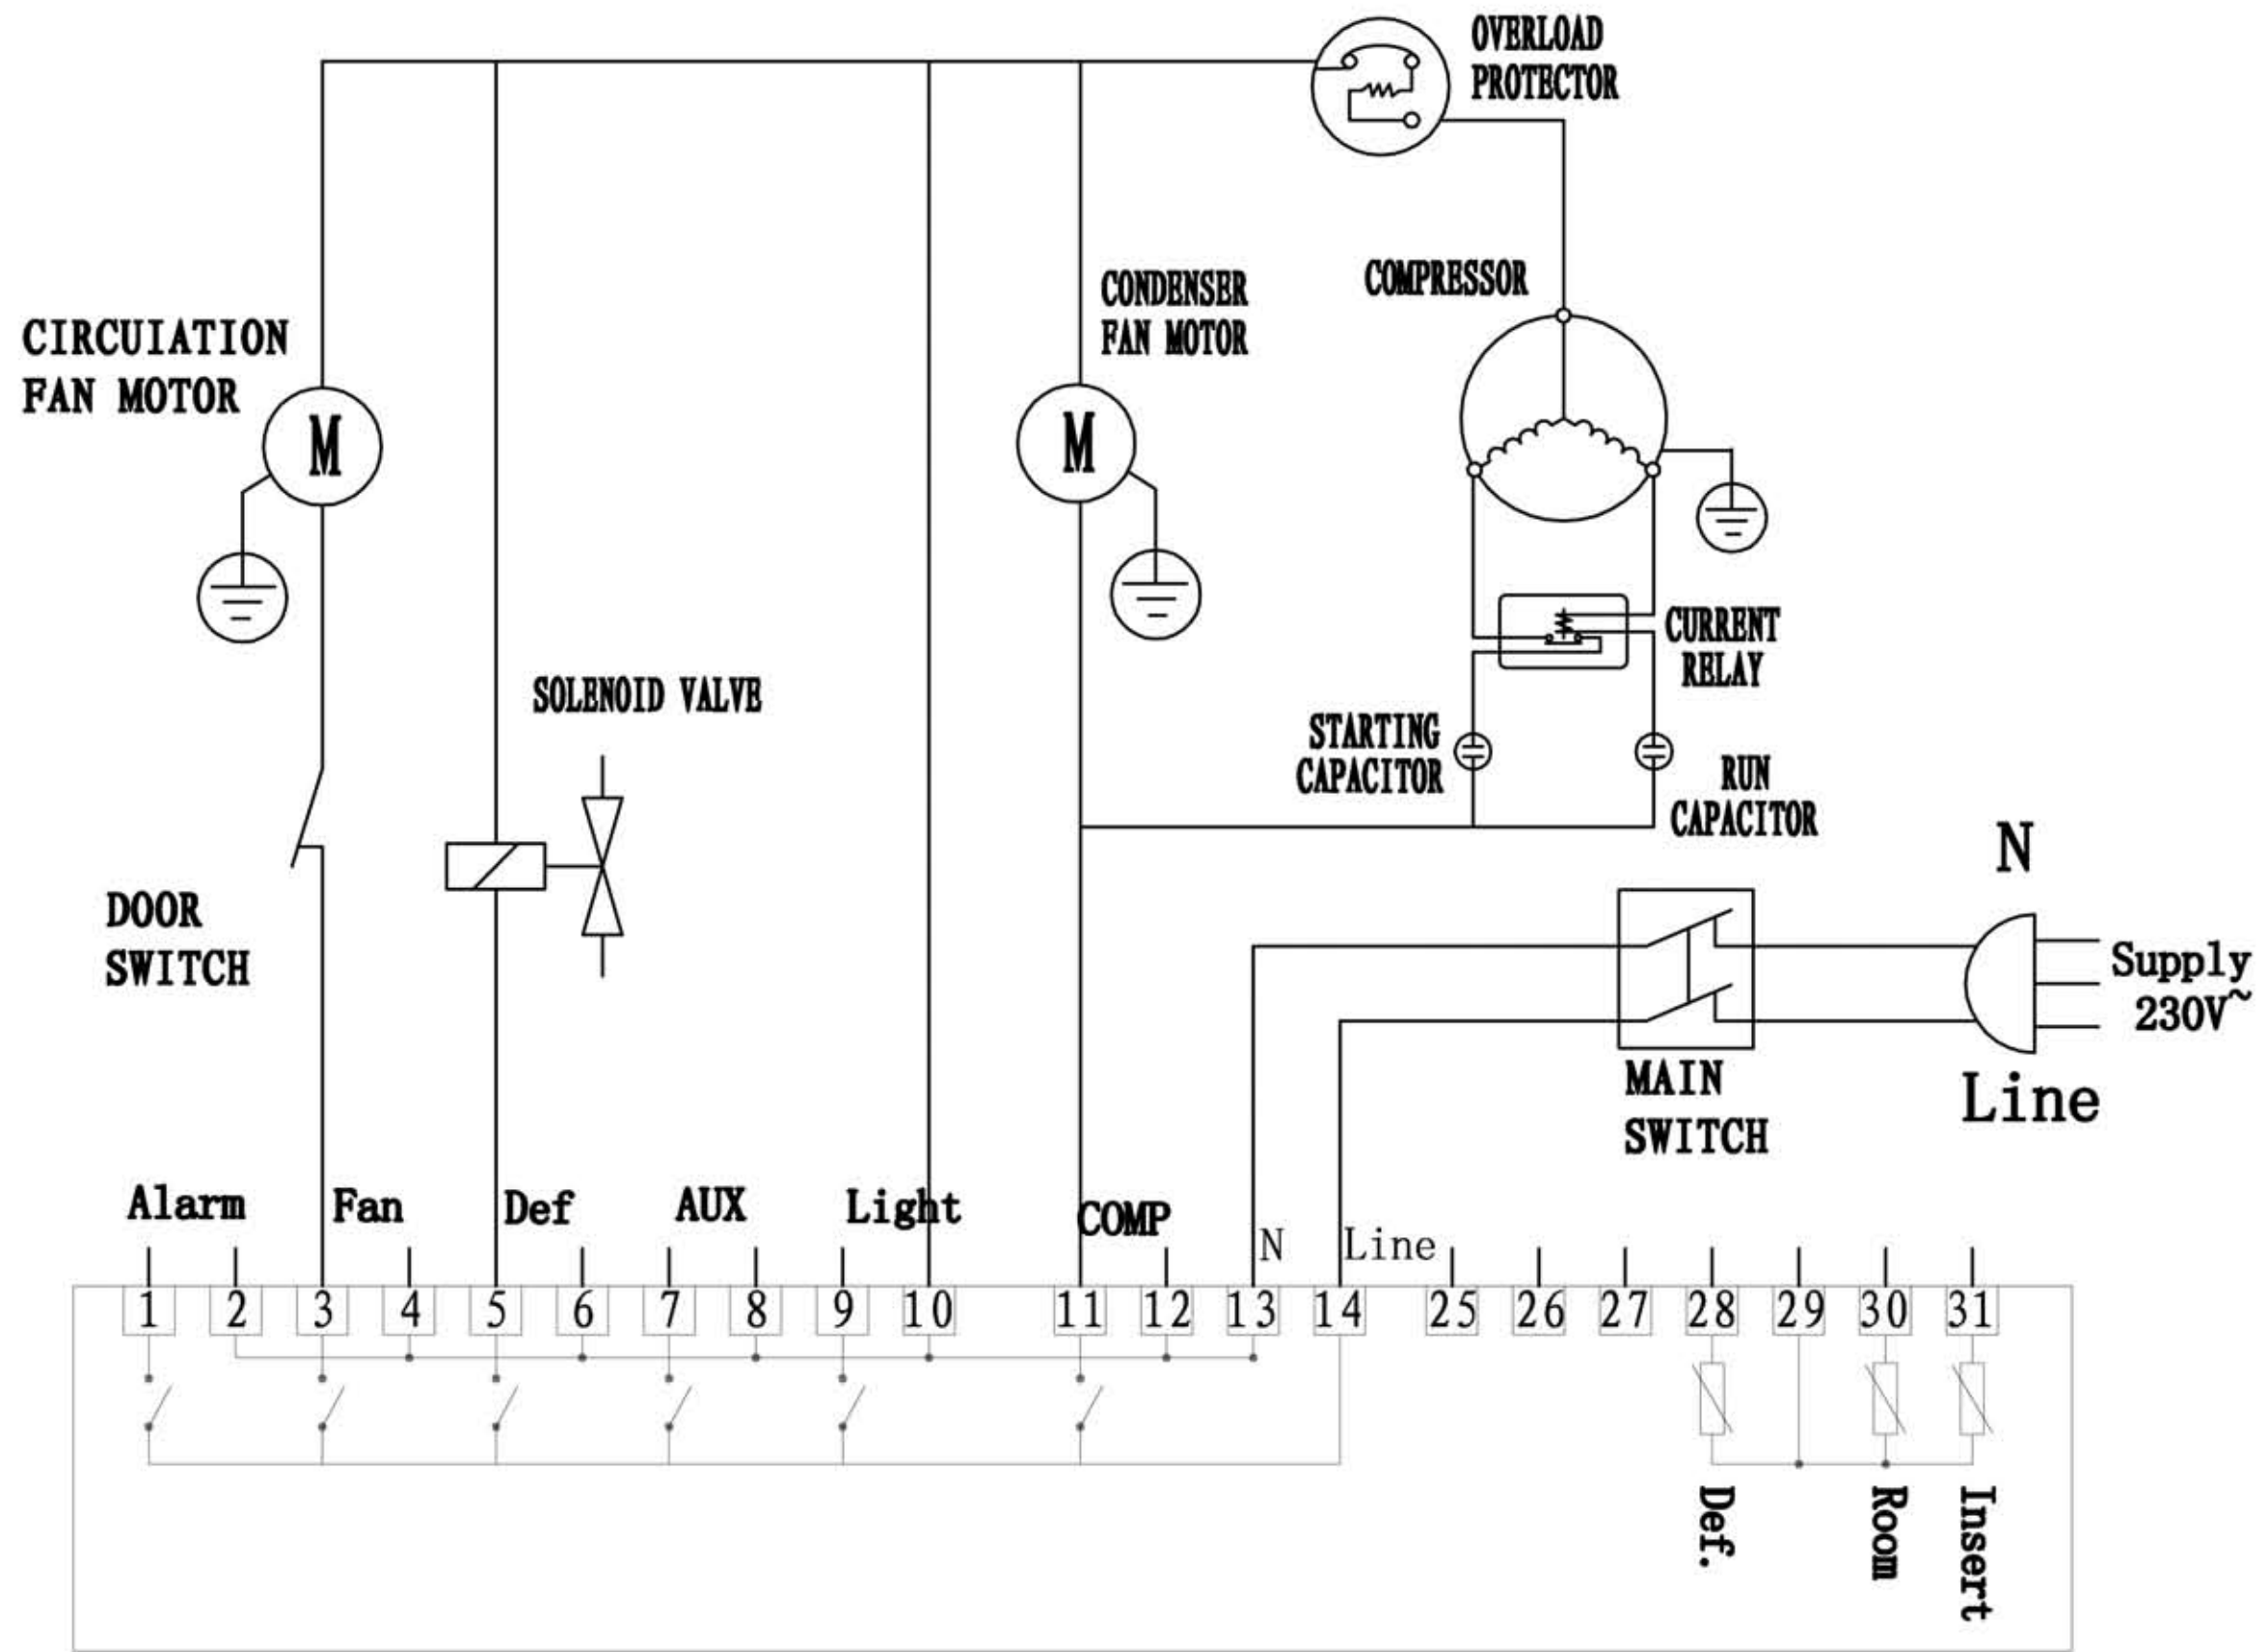 OVERLOAD
PROTECTOR
CONDENSER
FAN MOTOR
COMPRESSOR
CIRCUIATION
FAN MOTOR
M
M
CURRENT
RELAY
SOLENOID VALVE
STARTING
CAPACITOR
RUN
CAPACITOR
N
DOOR
SWITCH
Supply
230V~
MAIN
SWITCH
Line
Alarm
Fan
Def
AUX
Light
COMP
N
Line
1 2 3 4 5 6 7 8 9 10 11 12 13 14 25 26 27 28 29 30 31
Def.
Room
Insert